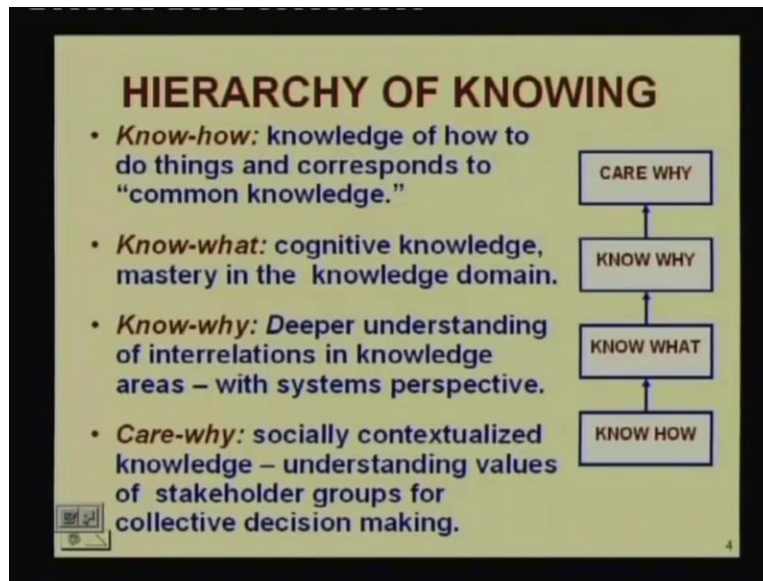 HIERARCHY OF KNOWING
• Know-how: knowledge of how to
do things and corresponds to
“common knowledge.”
• Know-what: cognitive knowledge,
mastery in the knowledge domain.
• Know-why: Deeper understanding
of interrelations in knowledge
areas – with systems perspective.
• Care-why: socially contextualized
knowledge – understanding values
of stakeholder groups for
collective decision making.
CARE WHY
KNOW WHY
KNOW WHAT
KNOW HOW
4